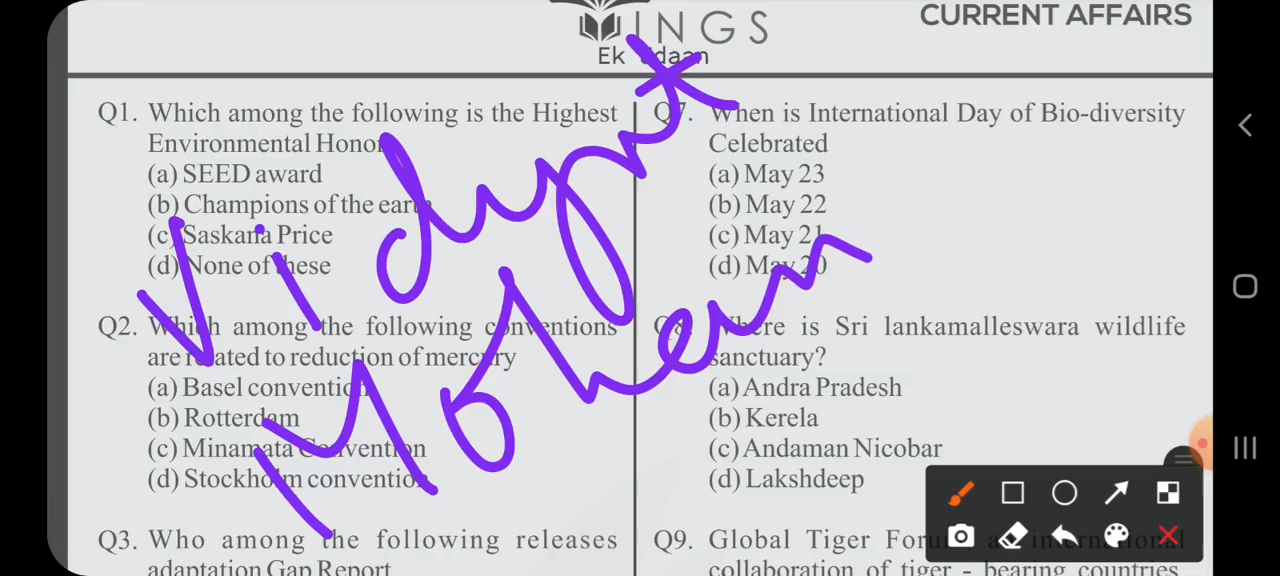 INGS
CURRENT AFFAIRS
Ek Udaan
Q1. Which among the following is the Highest
Environmental Honor
(a) SEED award
(b) Champions of the earth
(c) Saskana Price
(d) None of these
Q2. Which among the following conventions
are related to reduction of mercury
(a) Basel convention
(b) Rotterdam
(c) Minamata Convention
(d) Stockholm convention
Q3. Who among the following releases
adaptation Gap Report
Q7. When is International Day of Bio-diversity
Celebrated
(a) May 23
(b) May 22
(c) May 21
(d) May 20
Q8. Where is Sri lankamalleswara wildlife
sanctuary?
(a) Andra Pradesh
(b) Kerela
(c) Andaman Nicobar
(d) Lakshdeep
Q9. Global Tiger Forum international
collaboration of tiger - bearing countries